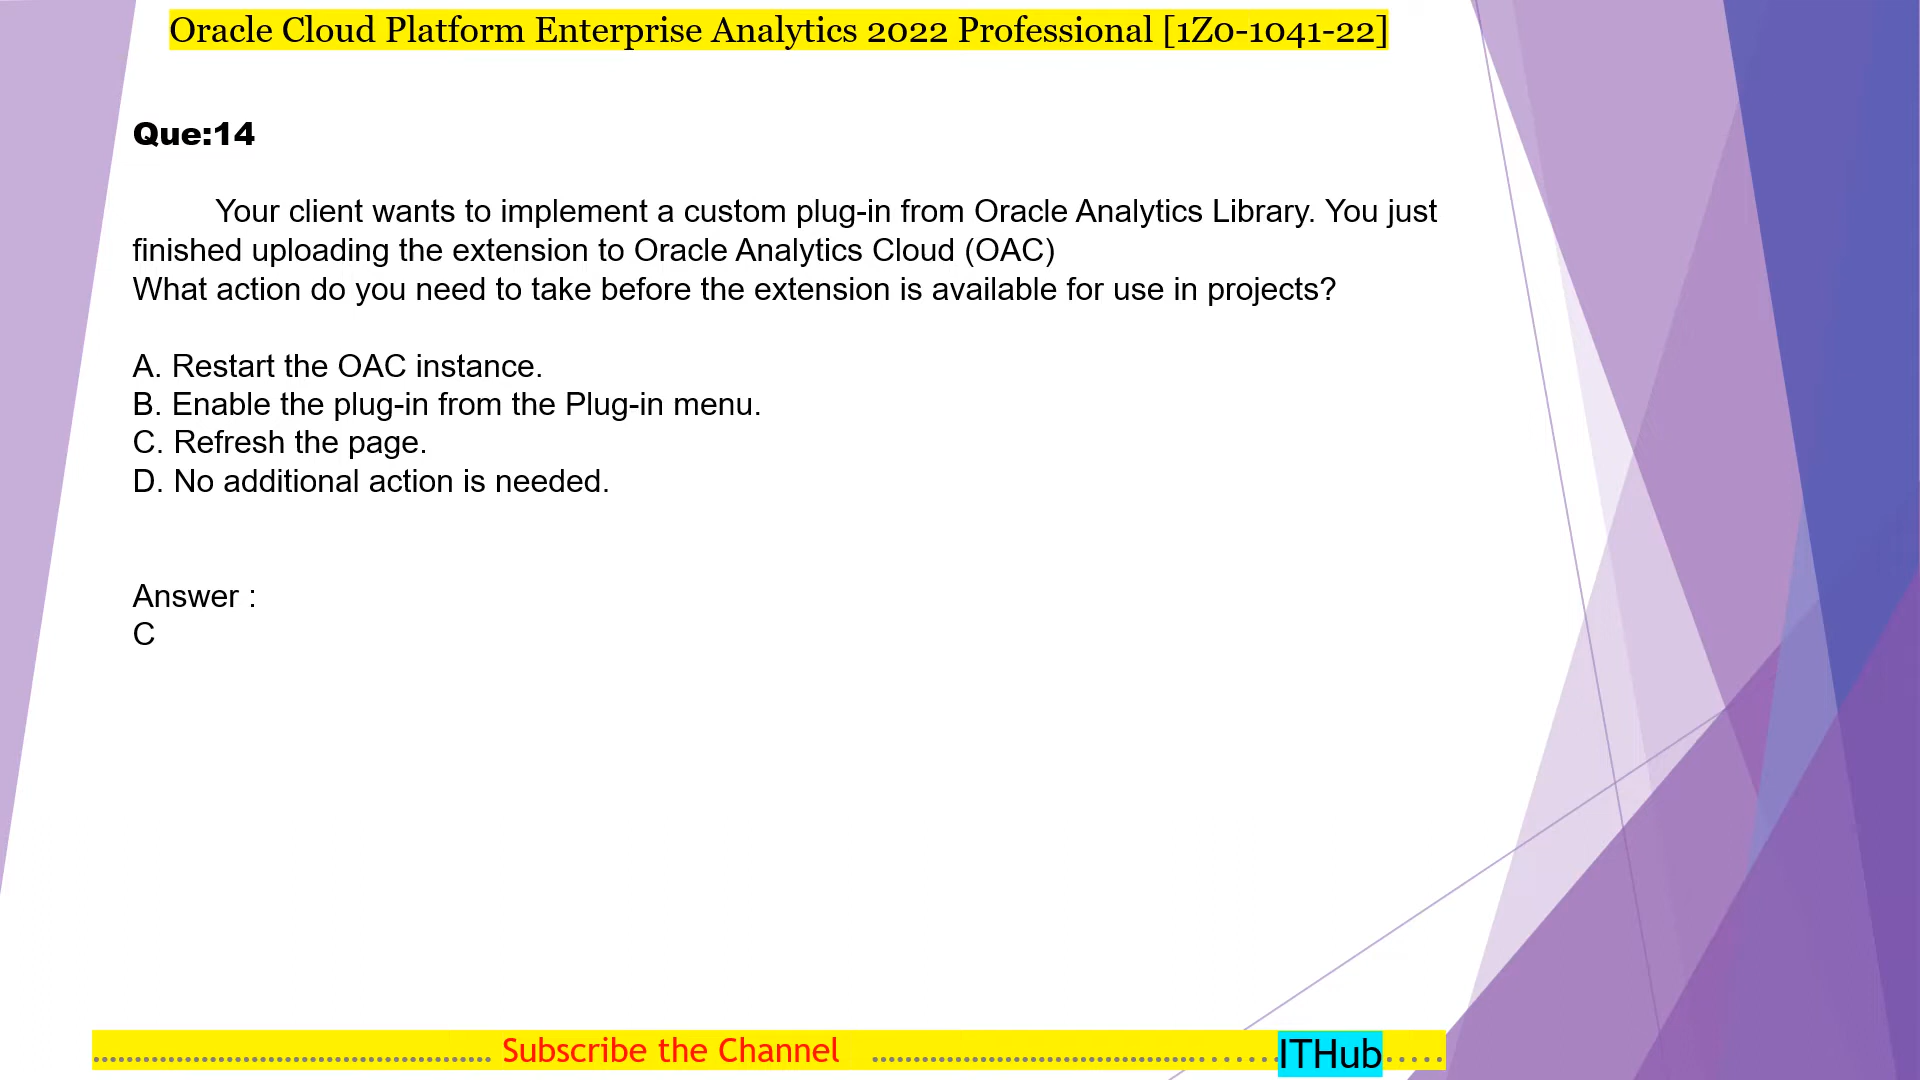 Oracle Cloud Platform Enterprise Analytics 2022 Professional [1Z0-1041-22]
Que:14
Your client wants to implement a custom plug-in from Oracle Analytics Library. You just
finished uploading the extension to Oracle Analytics Cloud (OAC)
What action do you need to take before the extension is available for use in projects?
A. Restart the OAC instance.
B. Enable the plug-in from the Plug-in menu.
C. Refresh the page.
D. No additional action is needed.
Answer :
C
Subscribe the Channel ITHub